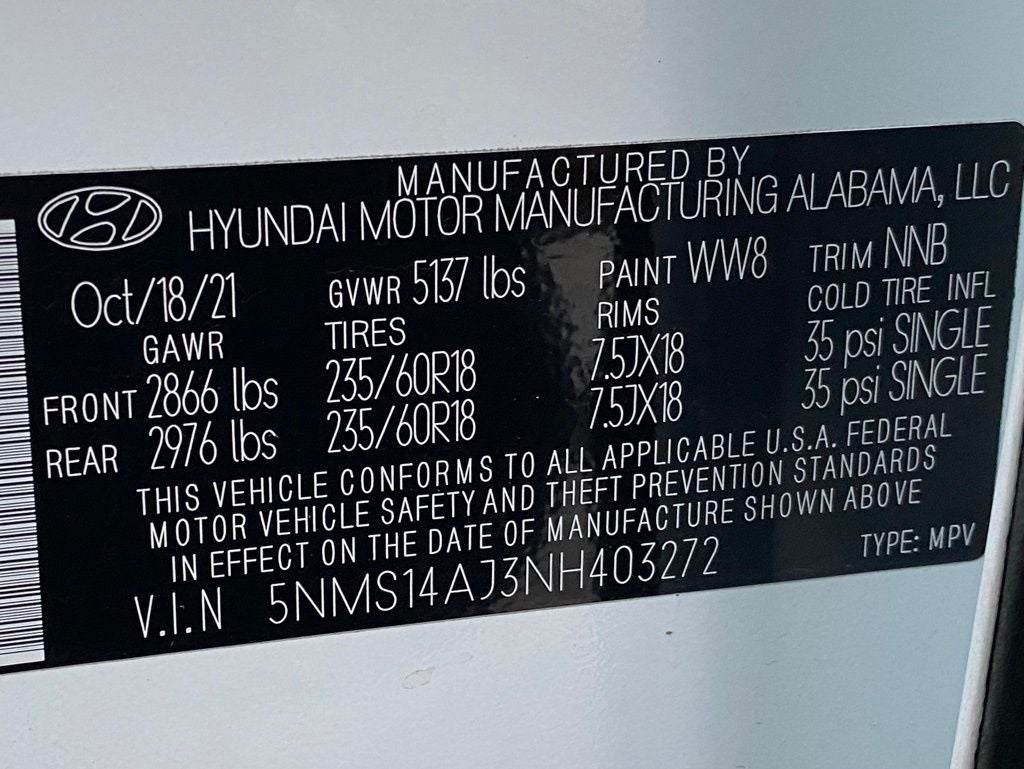 MANUFACTURED BY
HYUNDAI MOTOR MANUFACTURING ALABAMA, LLC
Oct/18/21 GVWR 5137 lbs PAINT WW8 TRIM NNB
GAWR TIRES RIMS COLD TIRE INFL
FRONT 2866 lbs 235/60R18 7.5JX18 35 psi SINGLE
REAR 2976 lbs 235/60R18 7.5JX18 35 psi SINGLE
THIS VEHICLE CONFORMS TO ALL APPLICABLE U.S.A. FEDERAL
MOTOR VEHICLE SAFETY AND THEFT PREVENTION STANDARDS
IN EFFECT ON THE DATE OF MANUFACTURE SHOWN ABOVE
V.I.N 5NMS14AJ3NH403272 TYPE: MPV